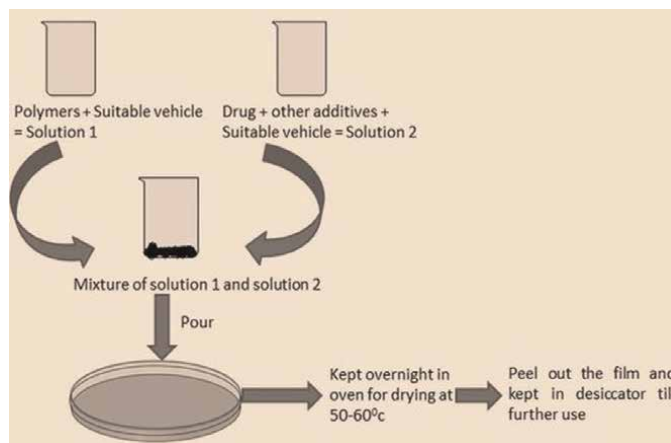 Polymers + Suitable vehicle
= Solution 1
Drug + other additives +
Suitable vehicle = Solution 2
Mixture of solution 1 and solution 2
Pour
Kept overnight in
oven for drying at
50-60⁰c
Peel out the film and
kept in desiccator til
further use